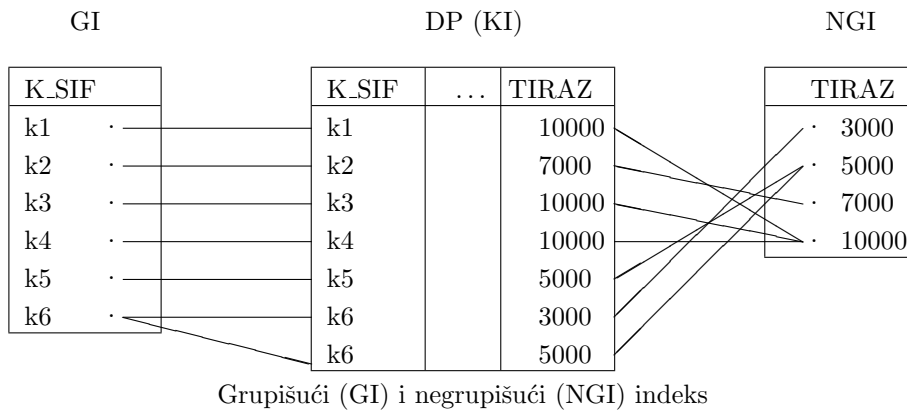 GI DP (KI) NGI
K_SIF K_SIF ... TIRAZ TIRAZ
k1 · k1 10000 · 3000
k2 · k2 7000 · 5000
k3 · k3 10000 · 7000
k4 · k4 10000 · 10000
k5 · k5 5000
k6 · k6 3000
k6 5000
Grupišući (GI) i negrupišući (NGI) indeks